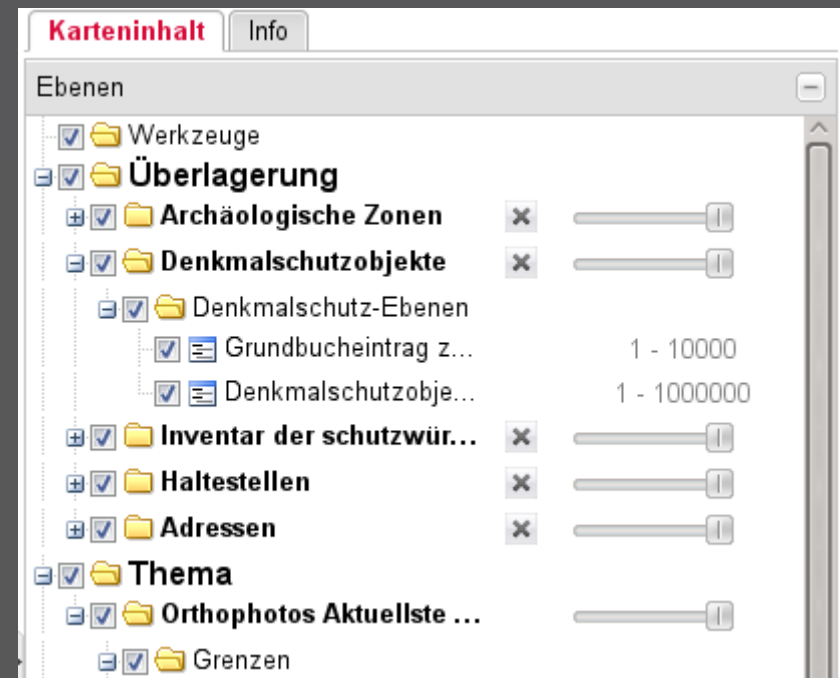 Karteninhalt Info
Ebenen
Werkzeuge
Überlagerung
Archäologische Zonen
Denkmalschutzobjekte
Denkmalschutz-Ebenen
Grundbucheintrag z... 1 - 10000
Denkmalschutzobje... 1 - 1000000
Inventar der schutzwür...
Haltestellen
Adressen
Thema
Orthophotos Aktuellste ...
Grenzen